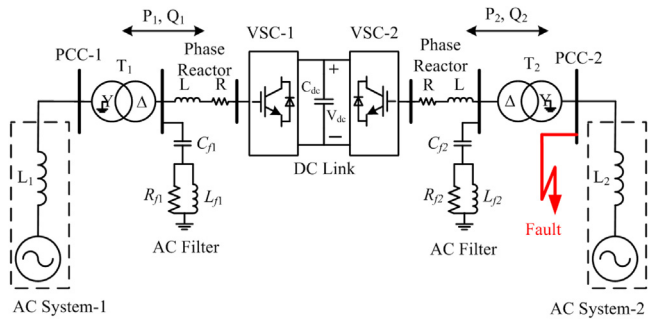 P1, Q1
P2, Q2
VSC-1
VSC-2
PCC-1
T1
Phase
Reactor
L
R
Cdc
+
Vdc
−
DC Link
Phase
Reactor
R
L
T2
PCC-2
Y
Δ
Δ
Y
L1
Cf1
Rf1
Lf1
AC Filter
Cf2
Rf2
Lf2
AC Filter
Fault
L2
AC System-1
AC System-2